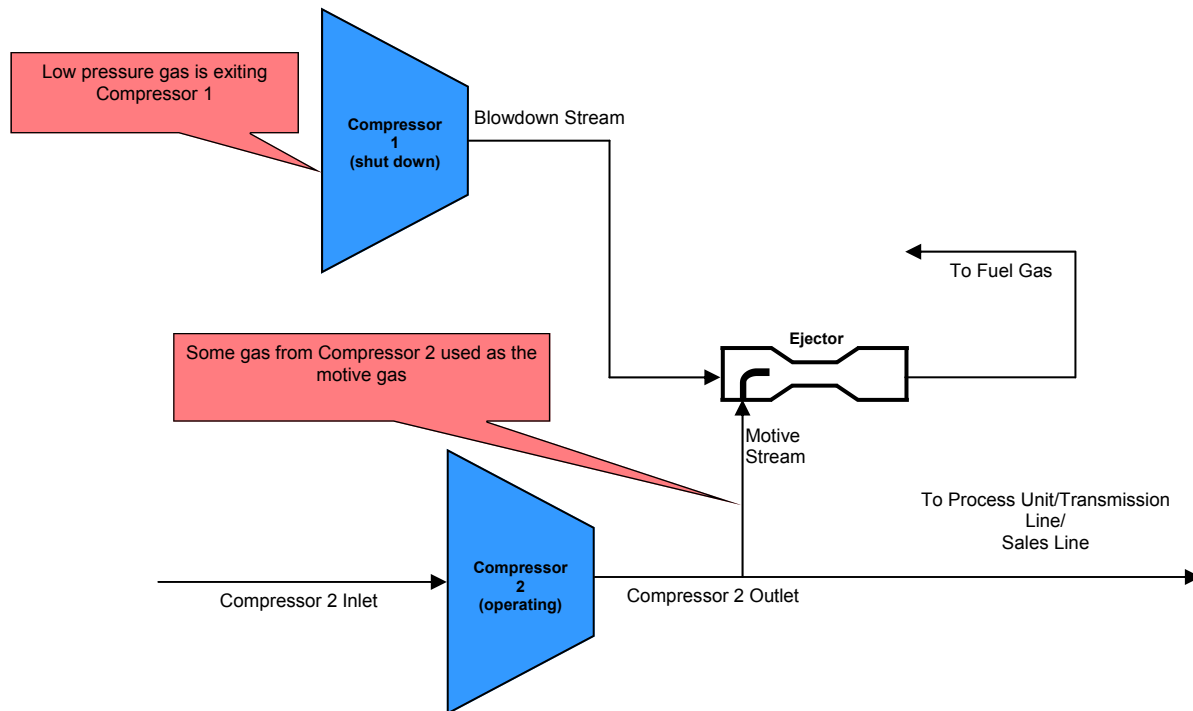 Low pressure gas is exiting
Compressor 1
Compressor
1
(shut down)
Blowdown Stream
To Fuel Gas
Ejector
Some gas from Compressor 2 used as the
motive gas
Motive
Stream
To Process Unit/Transmission
Line/
Sales Line
Compressor
2
(operating)
Compressor 2 Inlet
Compressor 2 Outlet